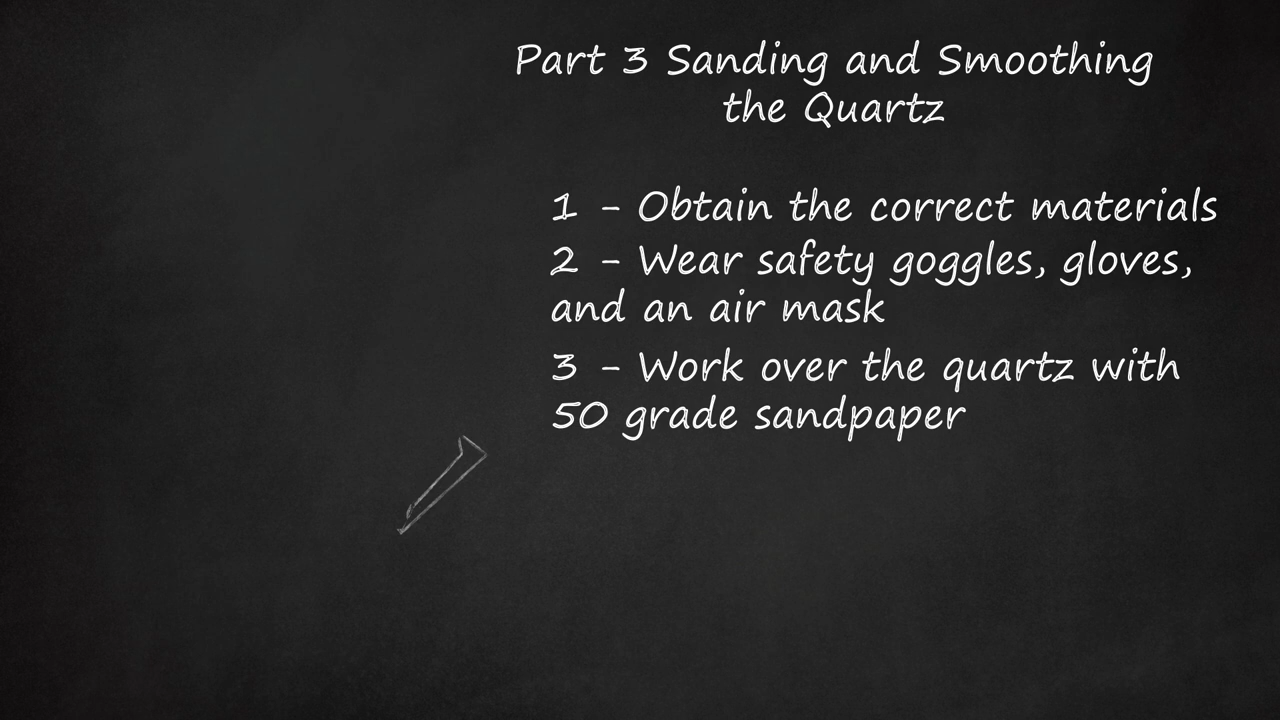 Part 3 Sanding and Smoothing
the Quartz
1 - Obtain the correct materials
2 - Wear safety goggles, gloves,
and an air mask
3 - Work over the quartz with
50 grade sandpaper